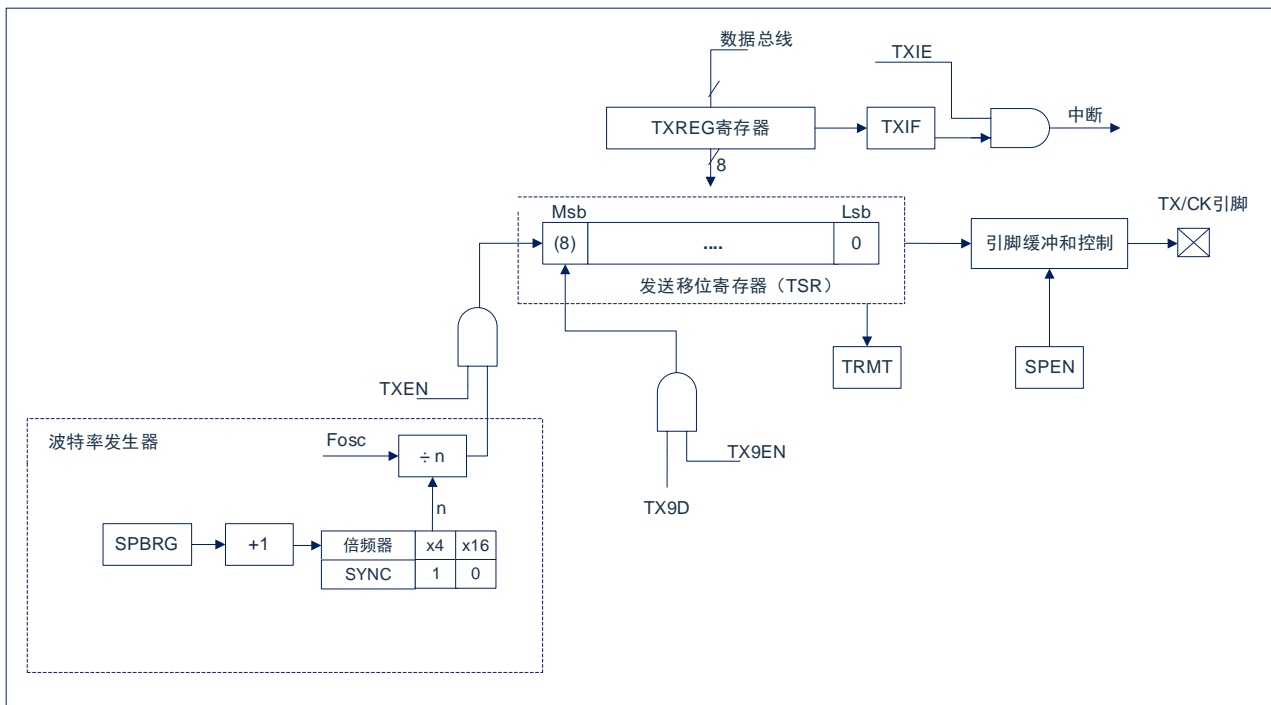 数据总线
TXIE
TXREG寄存器
TXIF
中断
8
Msb
Lsb
TX/CK引脚
(8)
....
0
引脚缓冲和控制
发送移位寄存器（TSR）
TXEN
TRMT
SPEN
波特率发生器
Fosc
÷ n
TX9EN
n
TX9D
SPBRG
+1
倍频器 x4 x16
SYNC 1 0